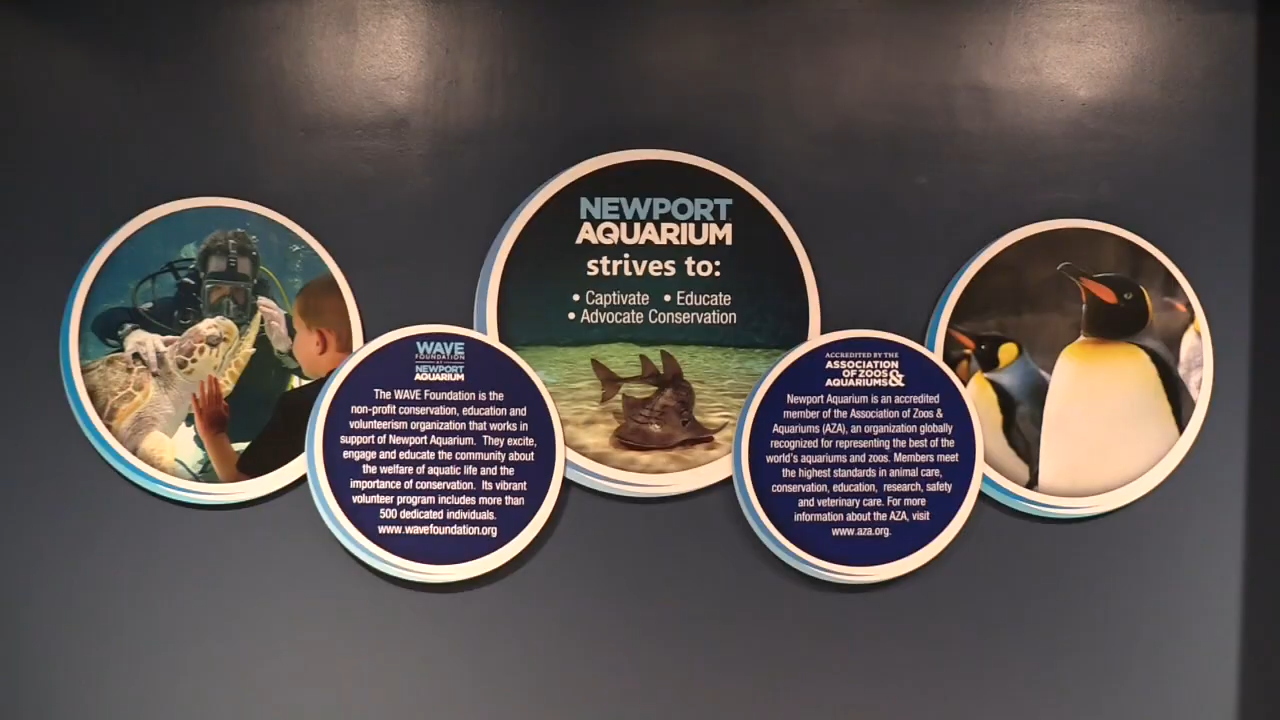 NEWPORT
AQUARIUM
strives to:
• Captivate • Educate
• Advocate Conservation
WAVE
FOUNDATION
AT
NEWPORT
AQUARIUM
The WAVE Foundation is the
non-profit conservation, education and
volunteerism organization that works in
support of Newport Aquarium. They excite,
engage and educate the community about
the welfare of aquatic life and the
importance of conservation. Its vibrant
volunteer program includes more than
500 dedicated individuals.
www.wavefoundation.org
ACCREDITED BY THE
ASSOCIATION
OF ZOOS &
AQUARIUMS
Newport Aquarium is an accredited
member of the Association of Zoos &
Aquariums (AZA), an organization globally
recognized for representing the best of the
world's aquariums and zoos. Members meet
the highest standards in animal care,
conservation, education, research, safety
and veterinary care. For more
information about the AZA, visit
www.aza.org.